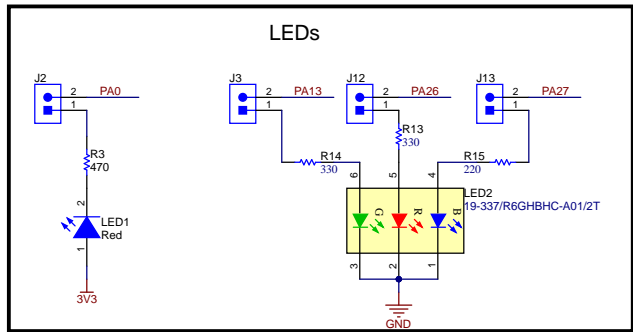 LEDs
J2
2 PA0
1
R3
470
2
LED1
Red
1
3V3
J3
2 PA13
1
J12
2 PA26
1
J13
2 PA27
1
R13
330
R14
330
R15
220
6
5
4
LED2
19-337/R6GHBHC-A01/2T
G
R
B
3
2
1
GND